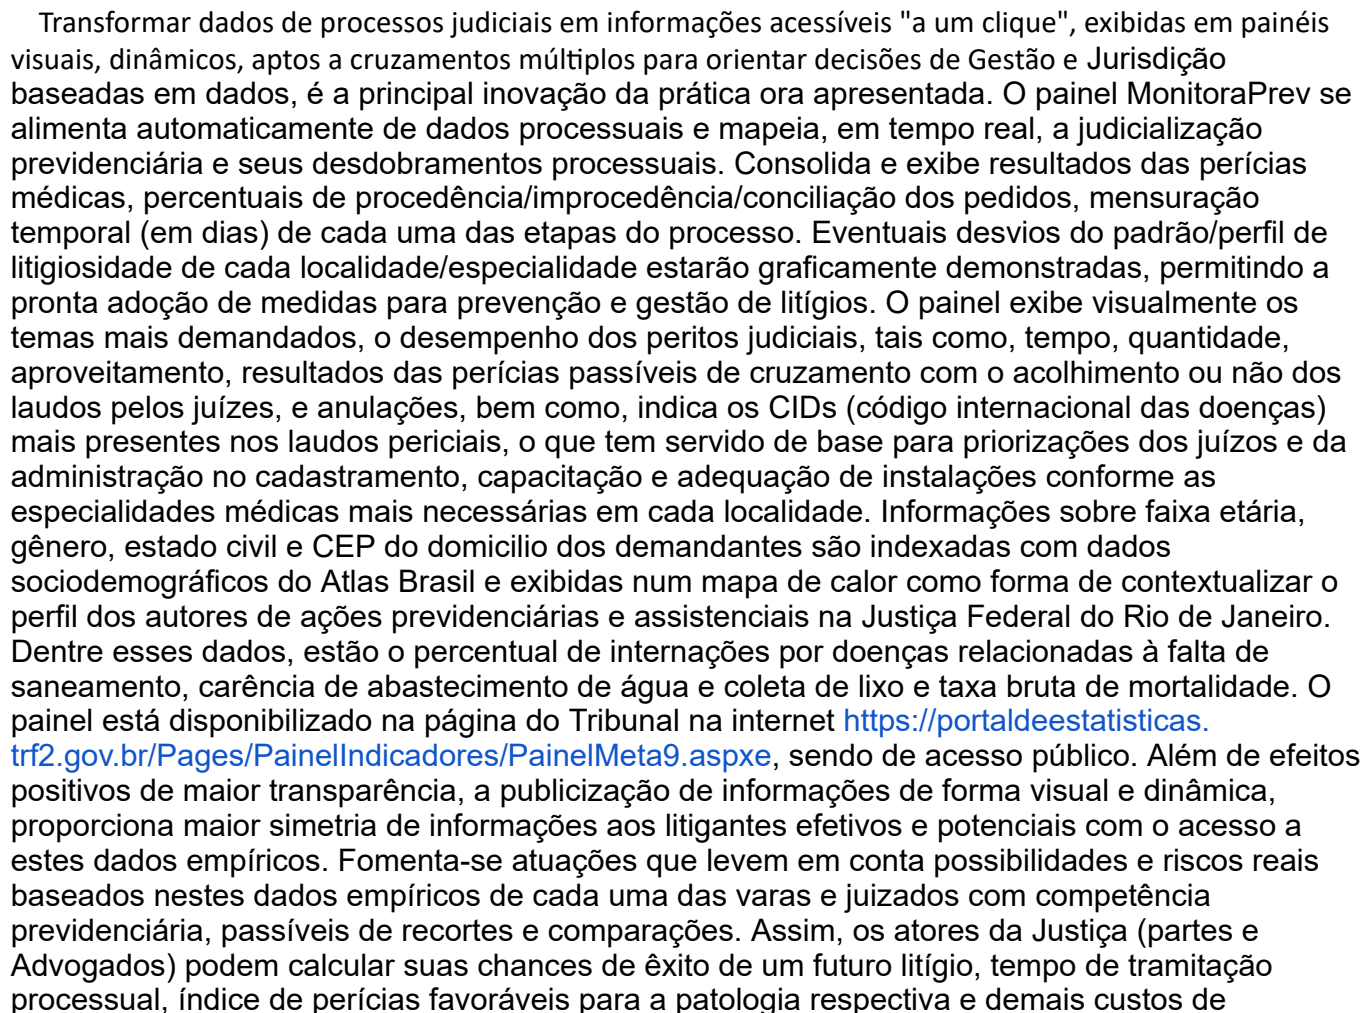 Transformar dados de processos judiciais em informações acessíveis "a um clique", exibidas em painéis
visuais, dinâmicos, aptos a cruzamentos múltiplos para orientar decisões de Gestão e Jurisdição
baseadas em dados, é a principal inovação da prática ora apresentada. O painel MonitoraPrev se
alimenta automaticamente de dados processuais e mapeia, em tempo real, a judicialização
previdenciária e seus desdobramentos processuais. Consolida e exibe resultados das perícias
médicas, percentuais de procedência/improcedência/conciliação dos pedidos, mensuração
temporal (em dias) de cada uma das etapas do processo. Eventuais desvios do padrão/perfil de
litigiosidade de cada localidade/especialidade estarão graficamente demonstradas, permitindo a
pronta adoção de medidas para prevenção e gestão de litígios. O painel exibe visualmente os
temas mais demandados, o desempenho dos peritos judiciais, tais como, tempo, quantidade,
aproveitamento, resultados das perícias passíveis de cruzamento com o acolhimento ou não dos
laudos pelos juízes, e anulações, bem como, indica os CIDs (código internacional das doenças)
mais presentes nos laudos periciais, o que tem servido de base para priorizações dos juízos e da
administração no cadastramento, capacitação e adequação de instalações conforme as
especialidades médicas mais necessárias em cada localidade. Informações sobre faixa etária,
gênero, estado civil e CEP do domicilio dos demandantes são indexadas com dados
sociodemográficos do Atlas Brasil e exibidas num mapa de calor como forma de contextualizar o
perfil dos autores de ações previdenciárias e assistenciais na Justiça Federal do Rio de Janeiro.
Dentre esses dados, estão o percentual de internações por doenças relacionadas à falta de
saneamento, carência de abastecimento de água e coleta de lixo e taxa bruta de mortalidade. O
painel está disponibilizado na página do Tribunal na internet https://portaldeestatisticas.
trf2.gov.br/Pages/PainelIndicadores/PainelMeta9.aspxe, sendo de acesso público. Além de efeitos
positivos de maior transparência, a publicização de informações de forma visual e dinâmica,
proporciona maior simetria de informações aos litigantes efetivos e potenciais com o acesso a
estes dados empíricos. Fomenta-se atuações que levem em conta possibilidades e riscos reais
baseados nestes dados empíricos de cada uma das varas e juizados com competência
previdenciária, passíveis de recortes e comparações. Assim, os atores da Justiça (partes e
Advogados) podem calcular suas chances de êxito de um futuro litígio, tempo de tramitação
processual, índice de perícias favoráveis para a patologia respectiva e demais custos de